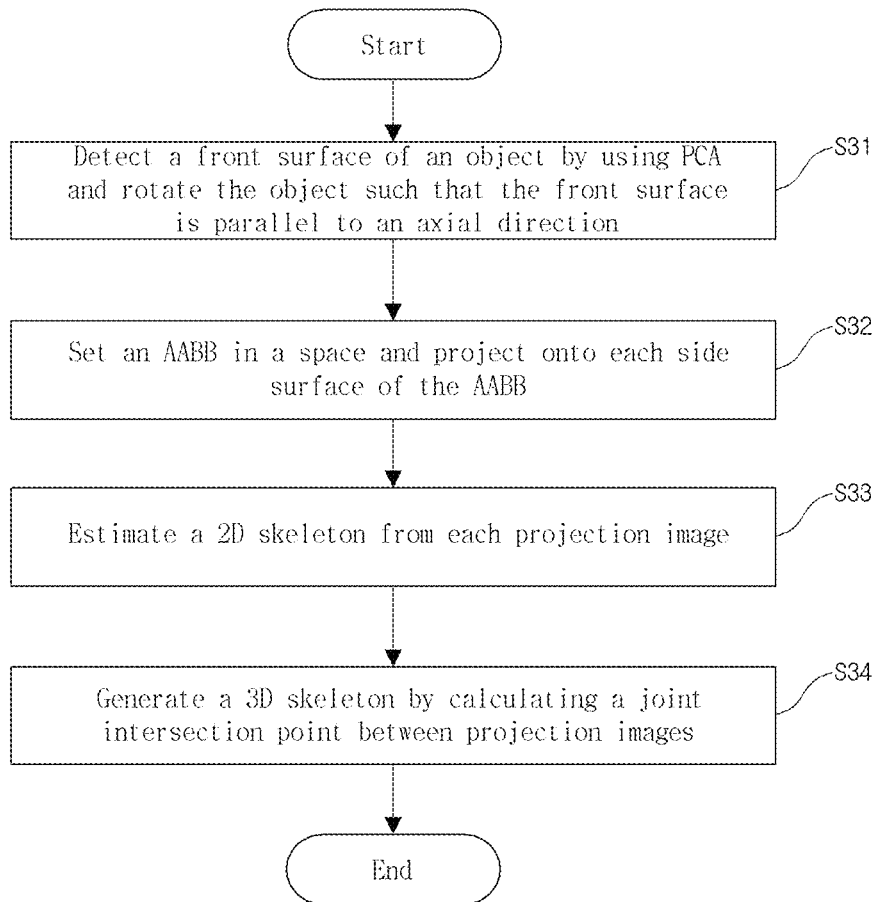 Start
S31
Detect a front surface of an object by using PCA
and rotate the object such that the front surface
is parallel to an axial direction
S32
Set an AABB in a space and project onto each side
surface of the AABB
S33
Estimate a 2D skeleton from each projection image
S34
Generate a 3D skeleton by calculating a joint
intersection point between projection images
End